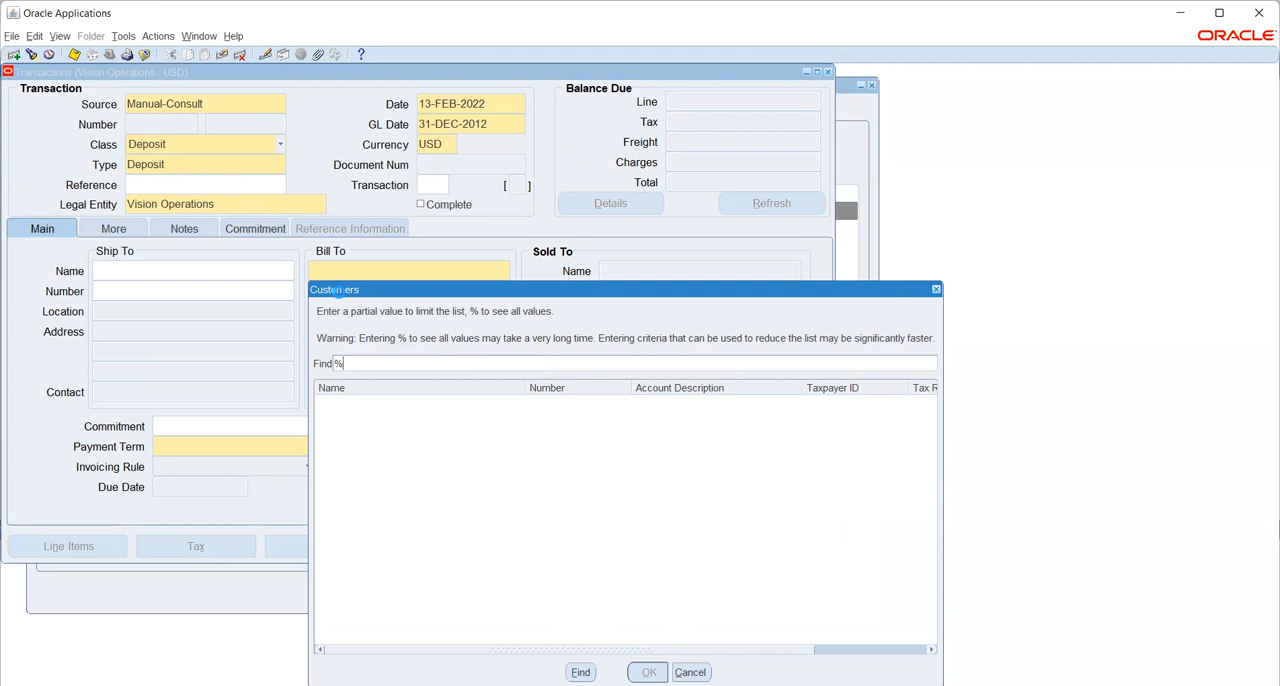 Oracle Applications
File Edit View Folder Tools Actions Window Help
ORACLE
Transactions (Vision Operations : USD)
Transaction
Source Manual-Consult
Number
Class Deposit
Type Deposit
Reference
Legal Entity Vision Operations
Date 13-FEB-2022
GL Date 31-DEC-2012
Currency USD
Document Num
Transaction [ ]
Complete
Balance Due
Line
Tax
Freight
Charges
Total
Details Refresh
Main More Notes Commitment Reference Information
Ship To
Name
Number
Location
Address
Contact
Bill To
Sold To
Name
Commitment
Payment Term
Invoicing Rule
Due Date
Line Items Tax
Customers
Enter a partial value to limit the list, % to see all values.
Warning: Entering % to see all values may take a very long time. Entering criteria that can be used to reduce the list may be significantly faster.
Find %
Name Number Account Description Taxpayer ID Tax R
Find OK Cancel